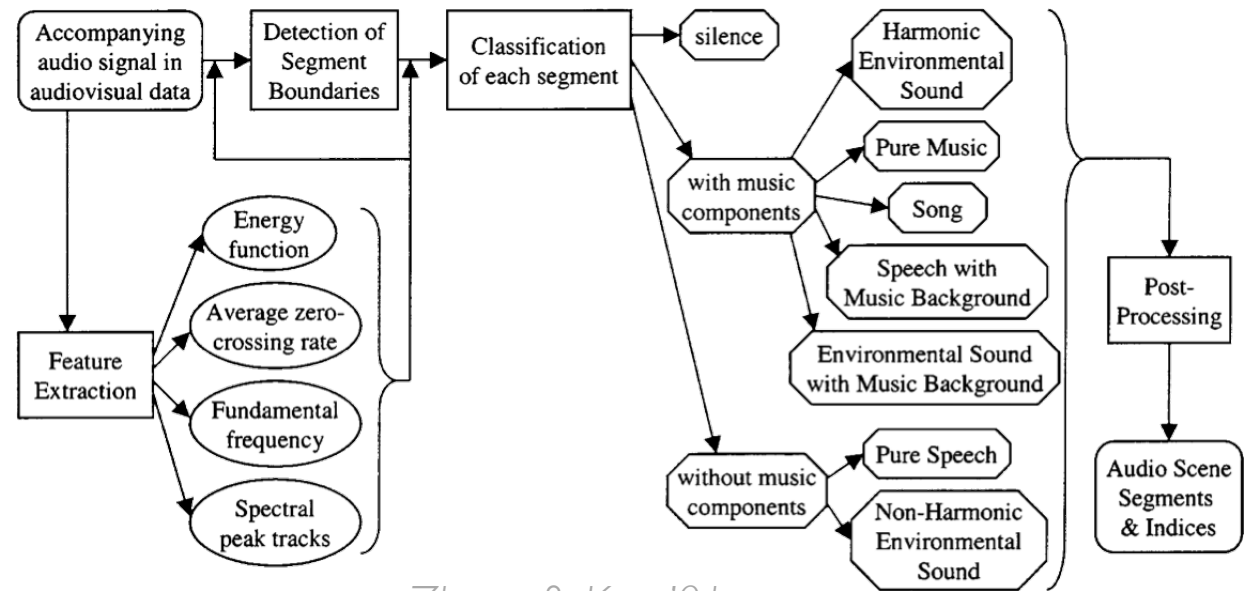 Accompanying
audio signal in
audiovisual data
Detection of
Segment
Boundaries
Classification
of each segment
silence
Harmonic
Environmental
Sound
Pure Music
with music
components
Song
Speech with
Music Background
Environmental Sound
with Music Background
Energy
function
Average zero-
crossing rate
Feature
Extraction
Fundamental
frequency
Spectral
peak tracks
without music
components
Pure Speech
Non-Harmonic
Environmental
Sound
Post-
Processing
Audio Scene
Segments
& Indices